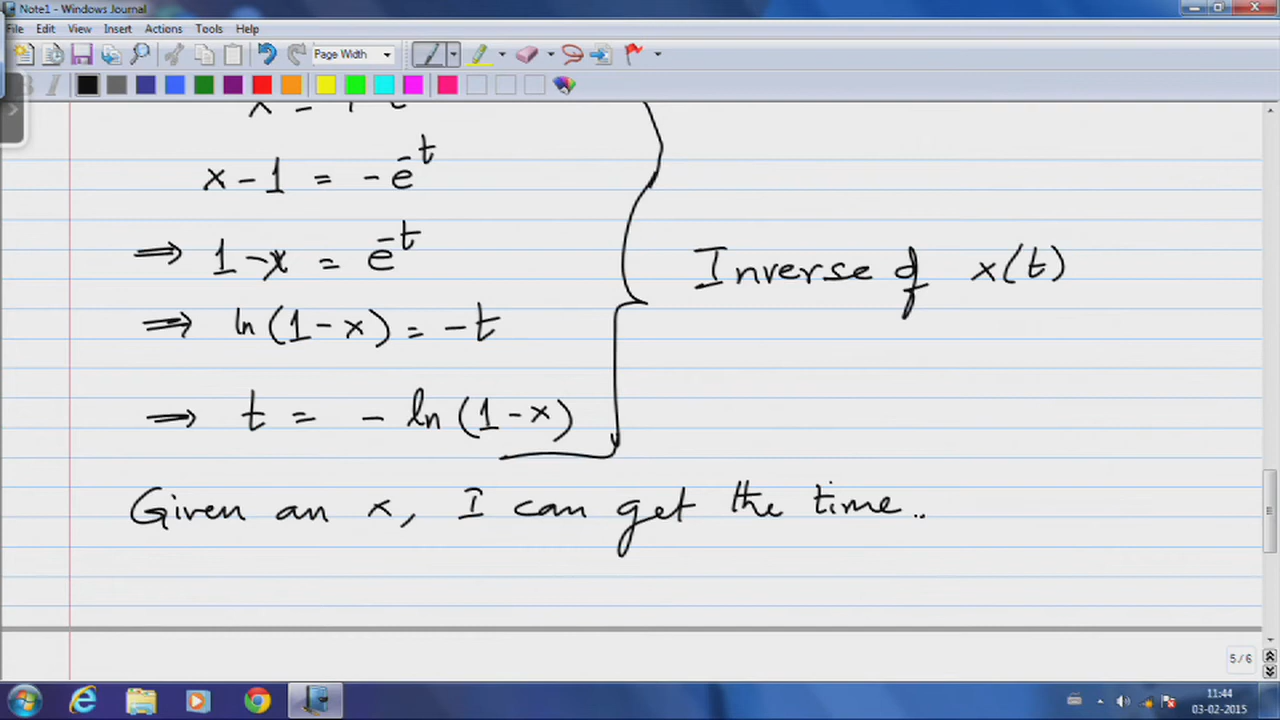 Note1 - Windows Journal
File Edit View Insert Actions Tools Help
Page Width
x - 1 = - e^-t
⇒ 1 - x = e^-t
⇒ ln(1 - x) = -t
⇒ t = - ln(1 - x)
Inverse of x(t)
Given an x, I can get the time..
5 / 6
11:44
03-02-2015